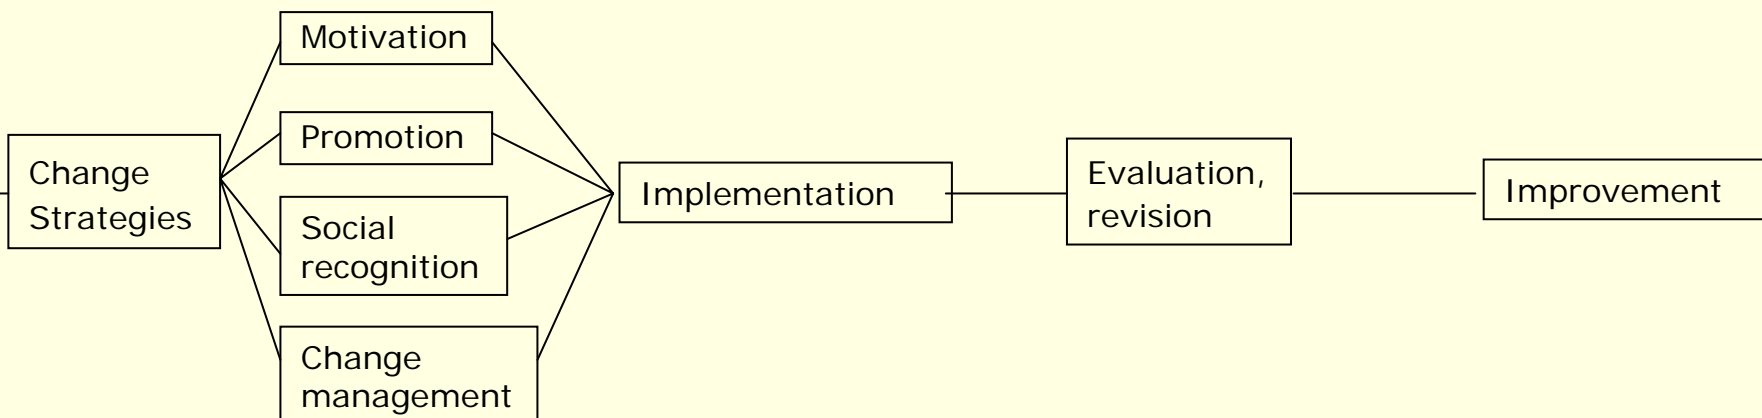 Change
Strategies
Motivation
Promotion
Social
recognition
Change
management
Implementation
Evaluation,
revision
Improvement